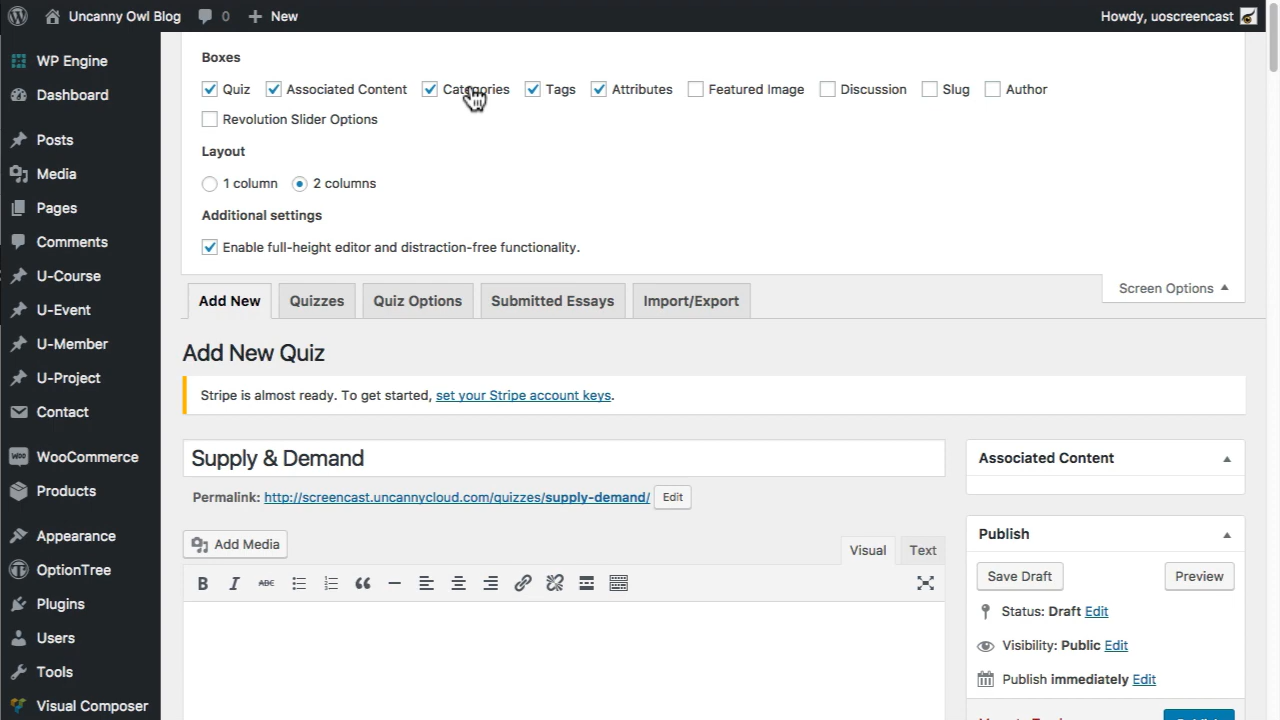 Uncanny Owl Blog 0 New Howdy, uoscreencast
WP Engine
Dashboard
Posts
Media
Pages
Comments
U-Course
U-Event
U-Member
U-Project
Contact
WooCommerce
Products
Appearance
OptionTree
Plugins
Users
Tools
Visual Composer
Boxes
Quiz Associated Content Categories Tags Attributes Featured Image Discussion Slug Author
Revolution Slider Options
Layout
1 column 2 columns
Additional settings
Enable full-height editor and distraction-free functionality.
Screen Options
Add New Quizzes Quiz Options Submitted Essays Import/Export
Add New Quiz
Stripe is almost ready. To get started, set your Stripe account keys.
Supply & Demand
Permalink: http://screencast.uncannycloud.com/quizzes/supply-demand/ Edit
Add Media
Visual Text
B I ABC
Associated Content
Publish
Save Draft Preview
Status: Draft Edit
Visibility: Public Edit
Publish immediately Edit